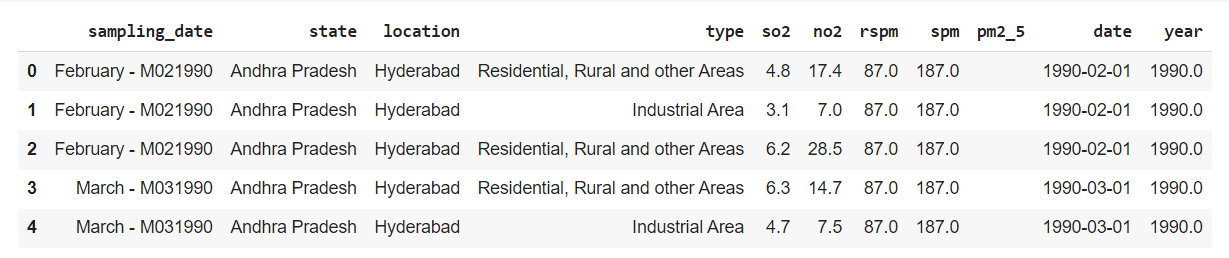 sampling_date state location type so2 no2 rspm spm pm2_5 date year
0 February - M021990 Andhra Pradesh Hyderabad Residential, Rural and other Areas 4.8 17.4 87.0 187.0 1990-02-01 1990.0
1 February - M021990 Andhra Pradesh Hyderabad Industrial Area 3.1 7.0 87.0 187.0 1990-02-01 1990.0
2 February - M021990 Andhra Pradesh Hyderabad Residential, Rural and other Areas 6.2 28.5 87.0 187.0 1990-02-01 1990.0
3 March - M031990 Andhra Pradesh Hyderabad Residential, Rural and other Areas 6.3 14.7 87.0 187.0 1990-03-01 1990.0
4 March - M031990 Andhra Pradesh Hyderabad Industrial Area 4.7 7.5 87.0 187.0 1990-03-01 1990.0